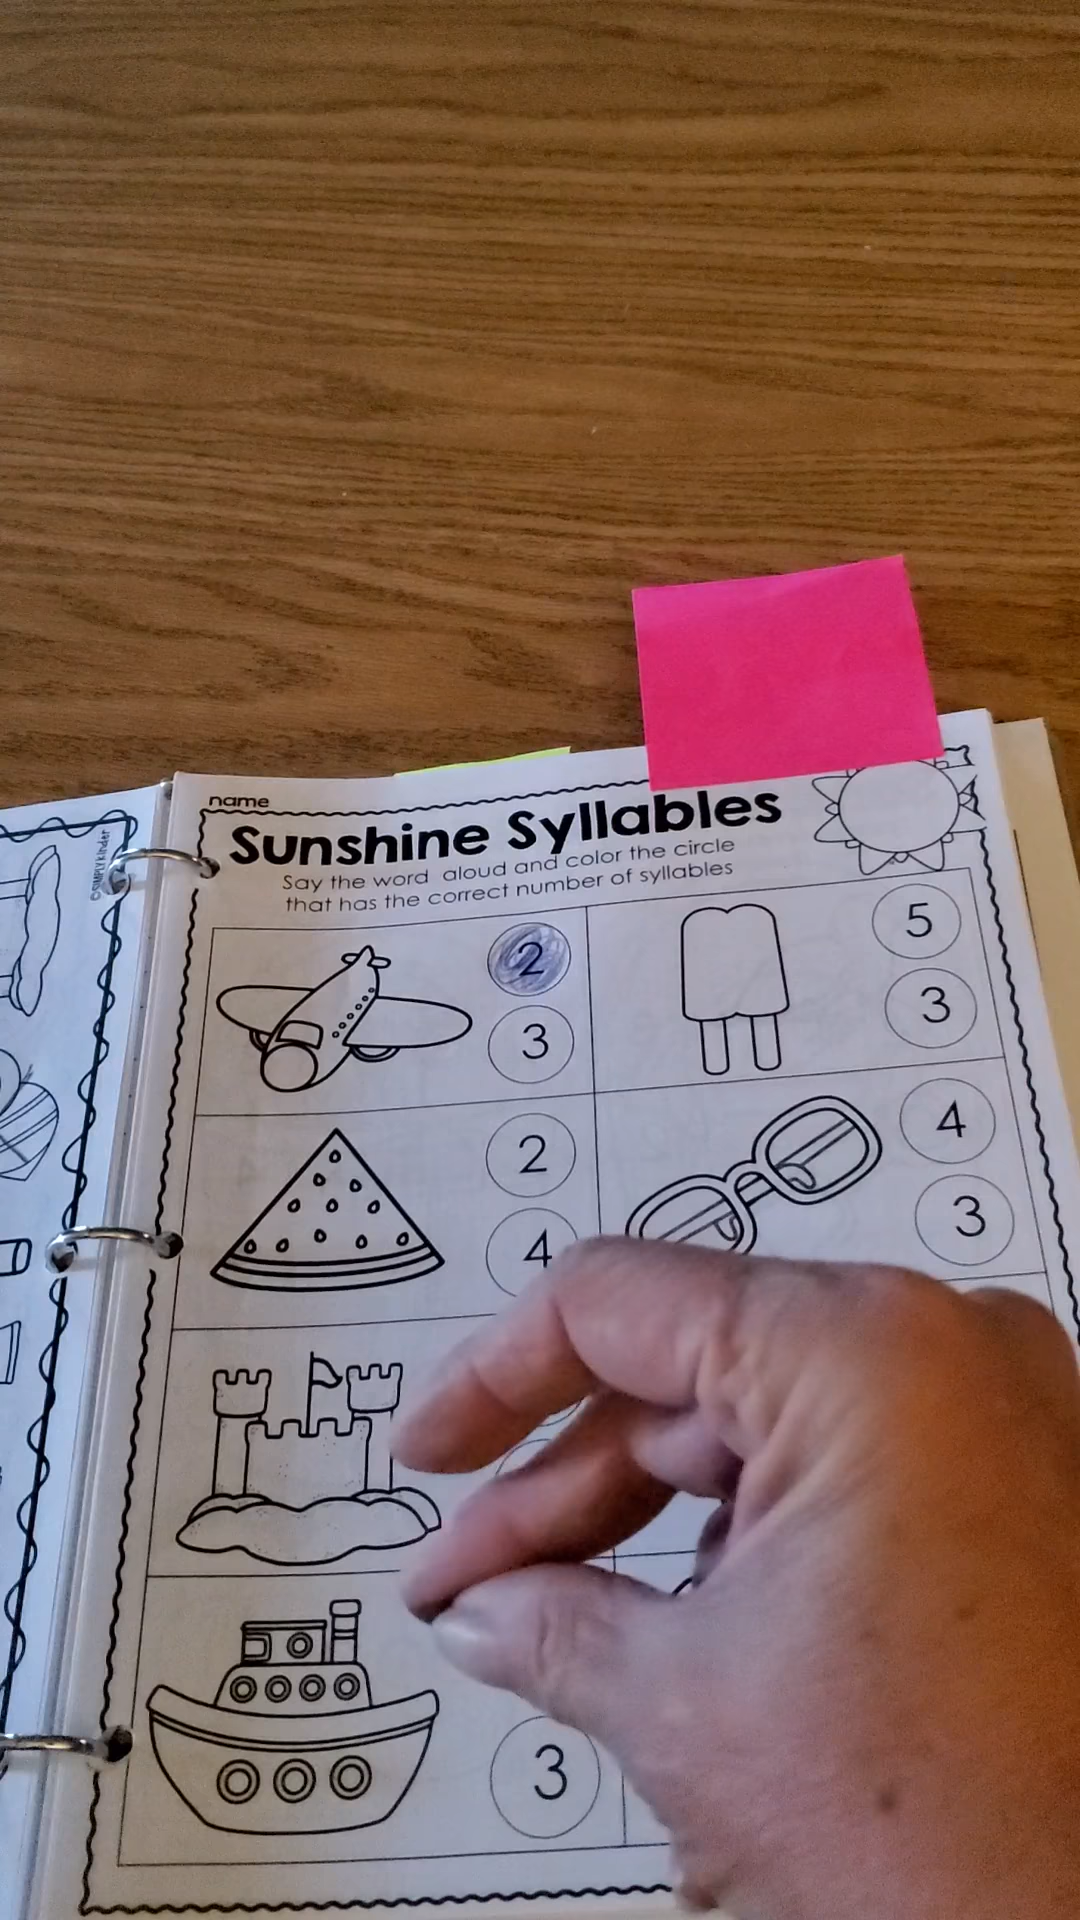 name
Sunshine Syllables
Say the word aloud and color the circle
that has the correct number of syllables
2
3
5
3
2
4
4
3
3
©SIMPLYkinder